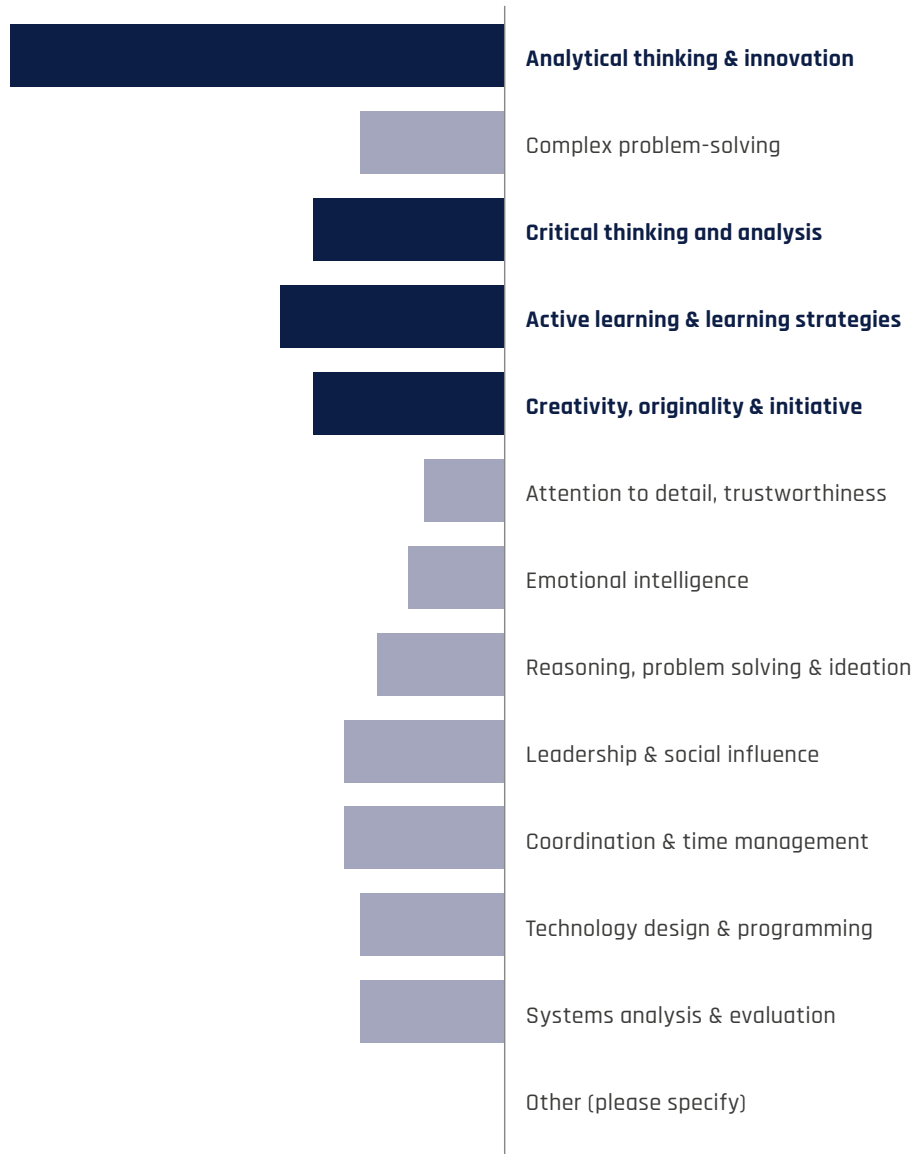 Analytical thinking & innovation
Complex problem-solving
Critical thinking and analysis
Active learning & learning strategies
Creativity, originality & initiative
Attention to detail, trustworthiness
Emotional intelligence
Reasoning, problem solving & ideation
Leadership & social influence
Coordination & time management
Technology design & programming
Systems analysis & evaluation
Other (please specify)